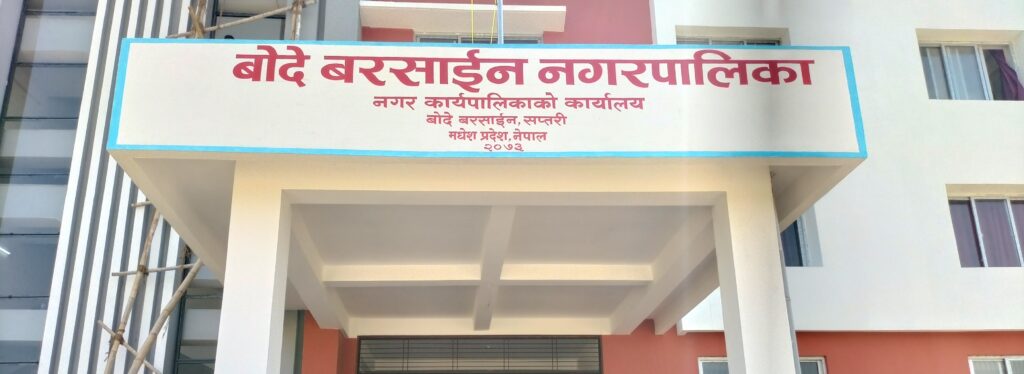 बोदे बरसाईन नगरपालिका
नगर कार्यपालिकाको कार्यालय
बोदे बरसाईन, सप्तरी
मधेश प्रदेश, नेपाल
२०७३